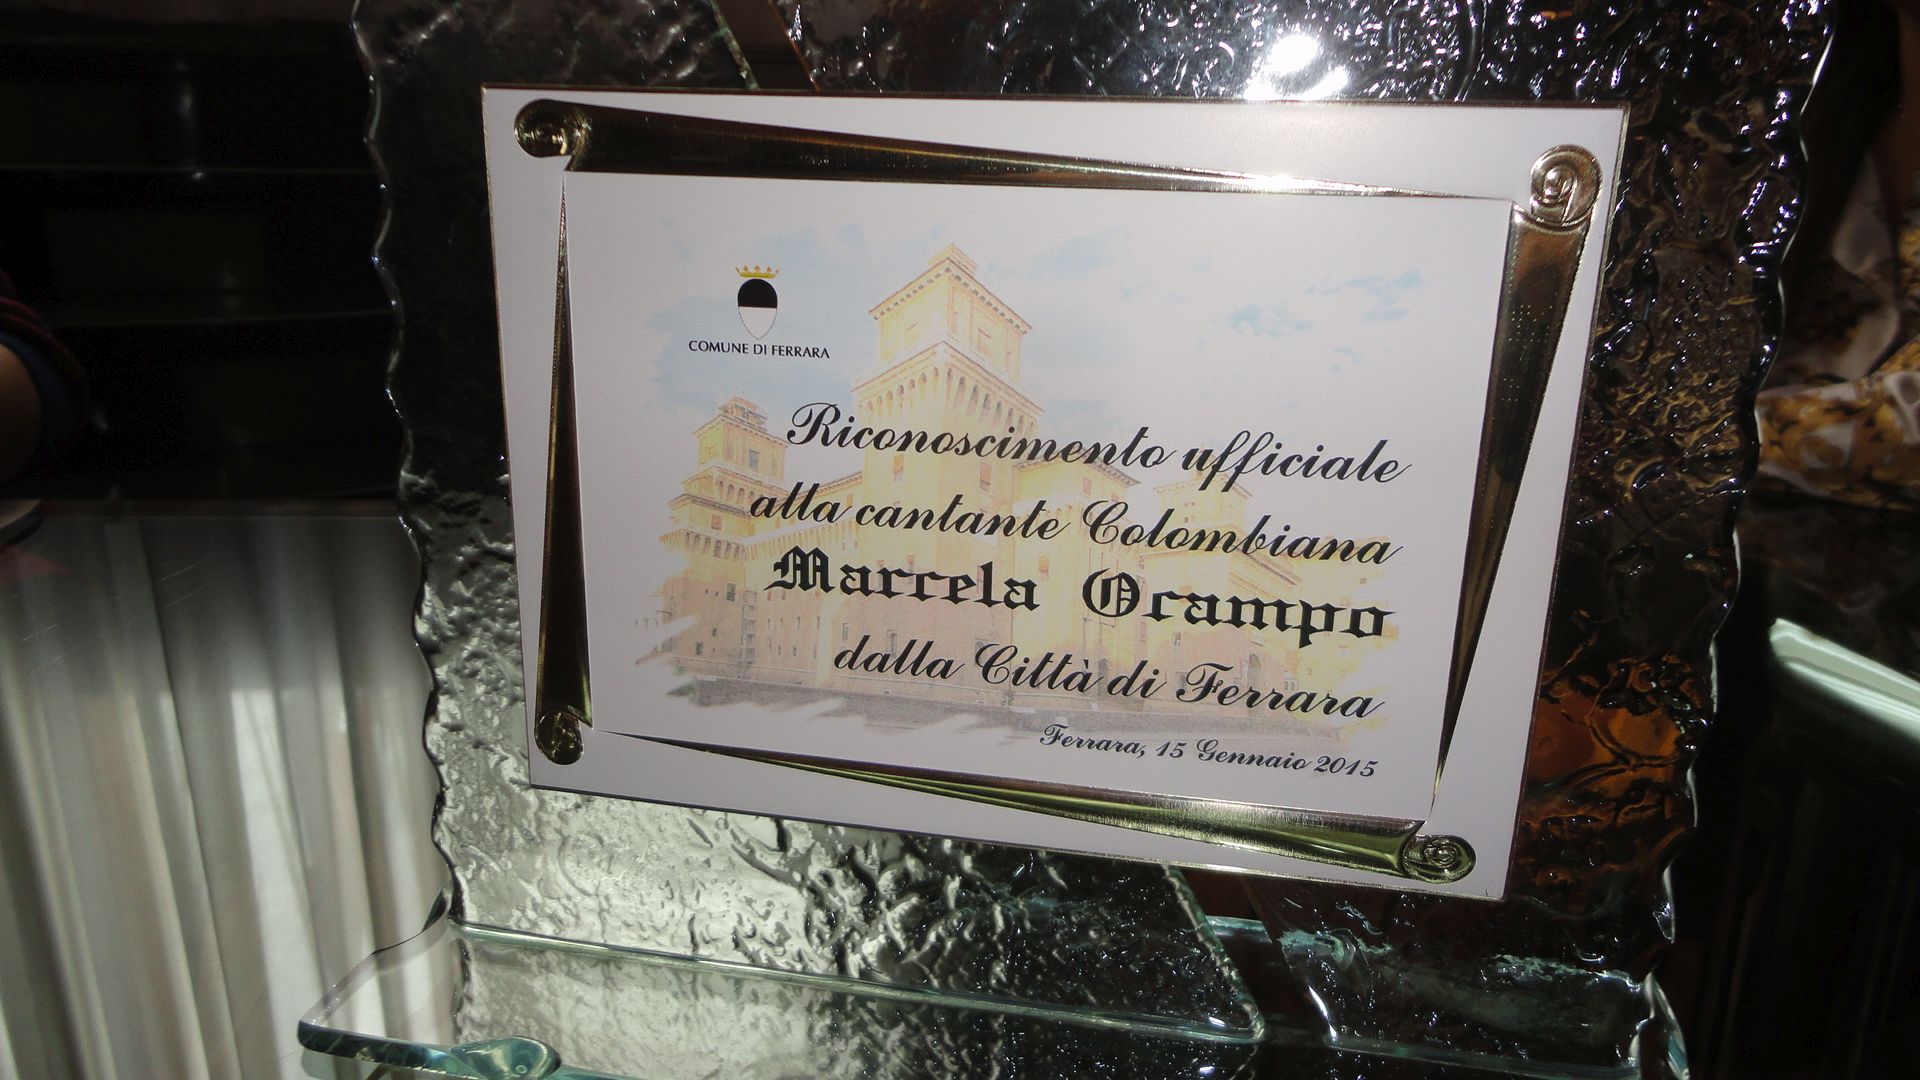 COMUNE DI FERRARA
Riconoscimento ufficiale
alla cantante Colombiana
Marcela Ocampo
dalla Città di Ferrara
Ferrara, 15 Gennaio 2015